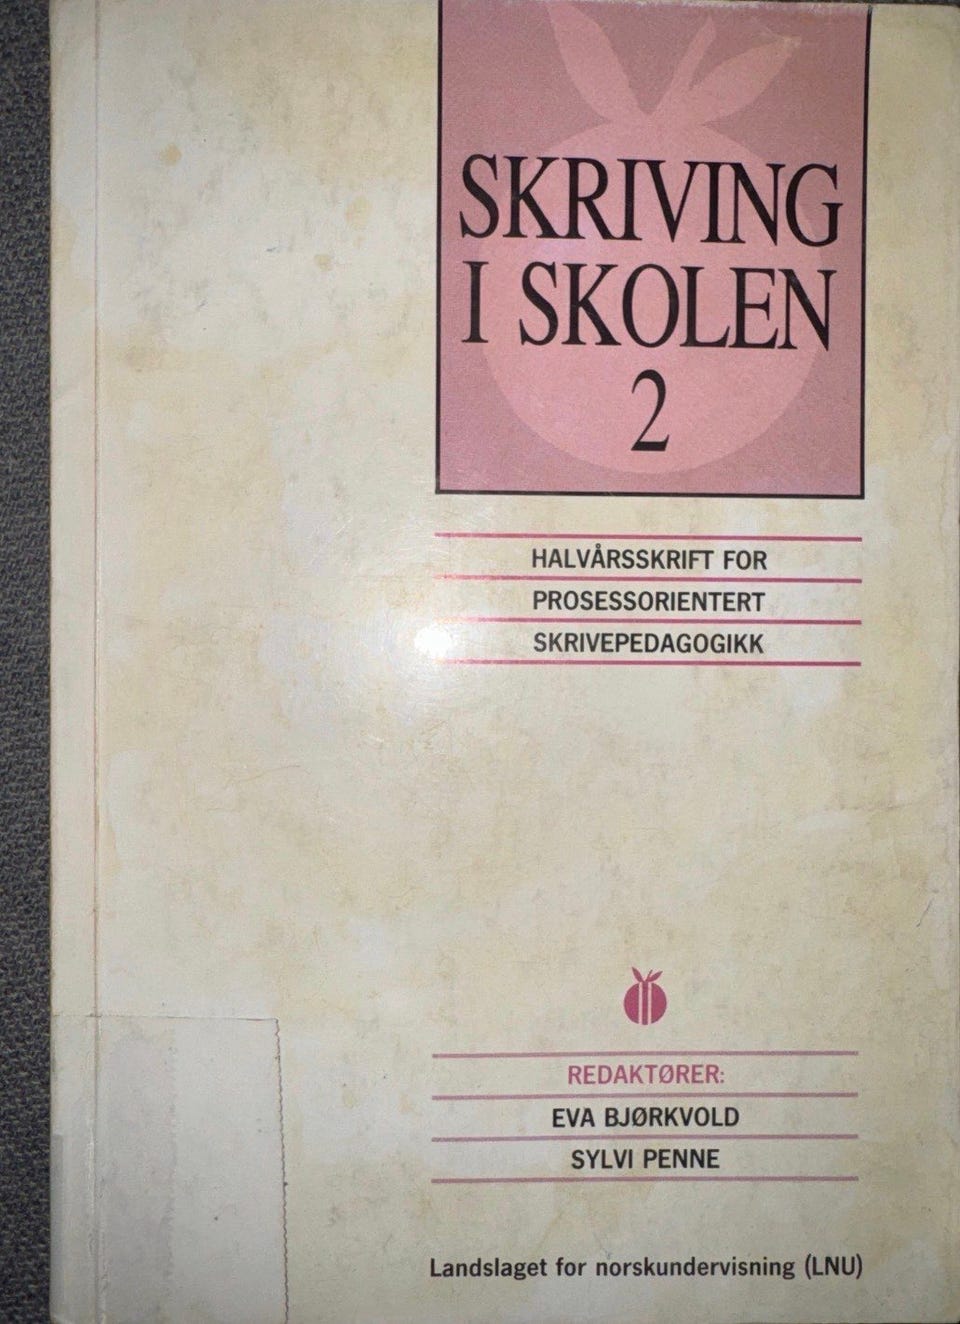 SKRIVING
I SKOLEN
2
HALVÅRSSKRIFT FOR
PROSESSORIENTERT
SKRIVEPEDAGOGIKK
REDAKTØRER:
EVA BJØRKVOLD
SYLVI PENNE
Landslaget for norskundervisning (LNU)